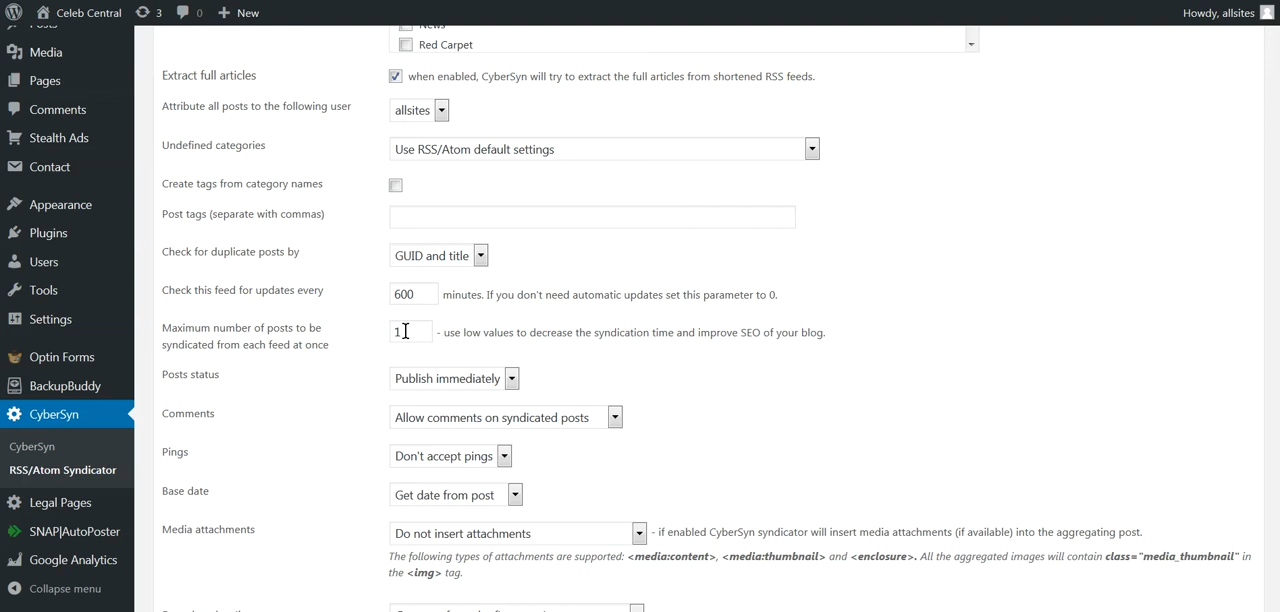 Celeb Central 3 0 New Howdy, allsites
Posts
Media
Pages
Comments
Stealth Ads
Contact
Appearance
Plugins
Users
Tools
Settings
Optin Forms
BackupBuddy
CyberSyn
CyberSyn
RSS/Atom Syndicator
Legal Pages
SNAP|AutoPoster
Google Analytics
Collapse menu
News
Red Carpet
Extract full articles when enabled, CyberSyn will try to extract the full articles from shortened RSS feeds.
Attribute all posts to the following user allsites
Undefined categories Use RSS/Atom default settings
Create tags from category names
Post tags (separate with commas)
Check for duplicate posts by GUID and title
Check this feed for updates every 600 minutes. If you don't need automatic updates set this parameter to 0.
Maximum number of posts to be
syndicated from each feed at once 1 - use low values to decrease the syndication time and improve SEO of your blog.
Posts status Publish immediately
Comments Allow comments on syndicated posts
Pings Don't accept pings
Base date Get date from post
Media attachments Do not insert attachments - if enabled CyberSyn syndicator will insert media attachments (if available) into the aggregating post.
The following types of attachments are supported: <media:content>, <media:thumbnail> and <enclosure>. All the aggregated images will contain class="media_thumbnail" in
the <img> tag.